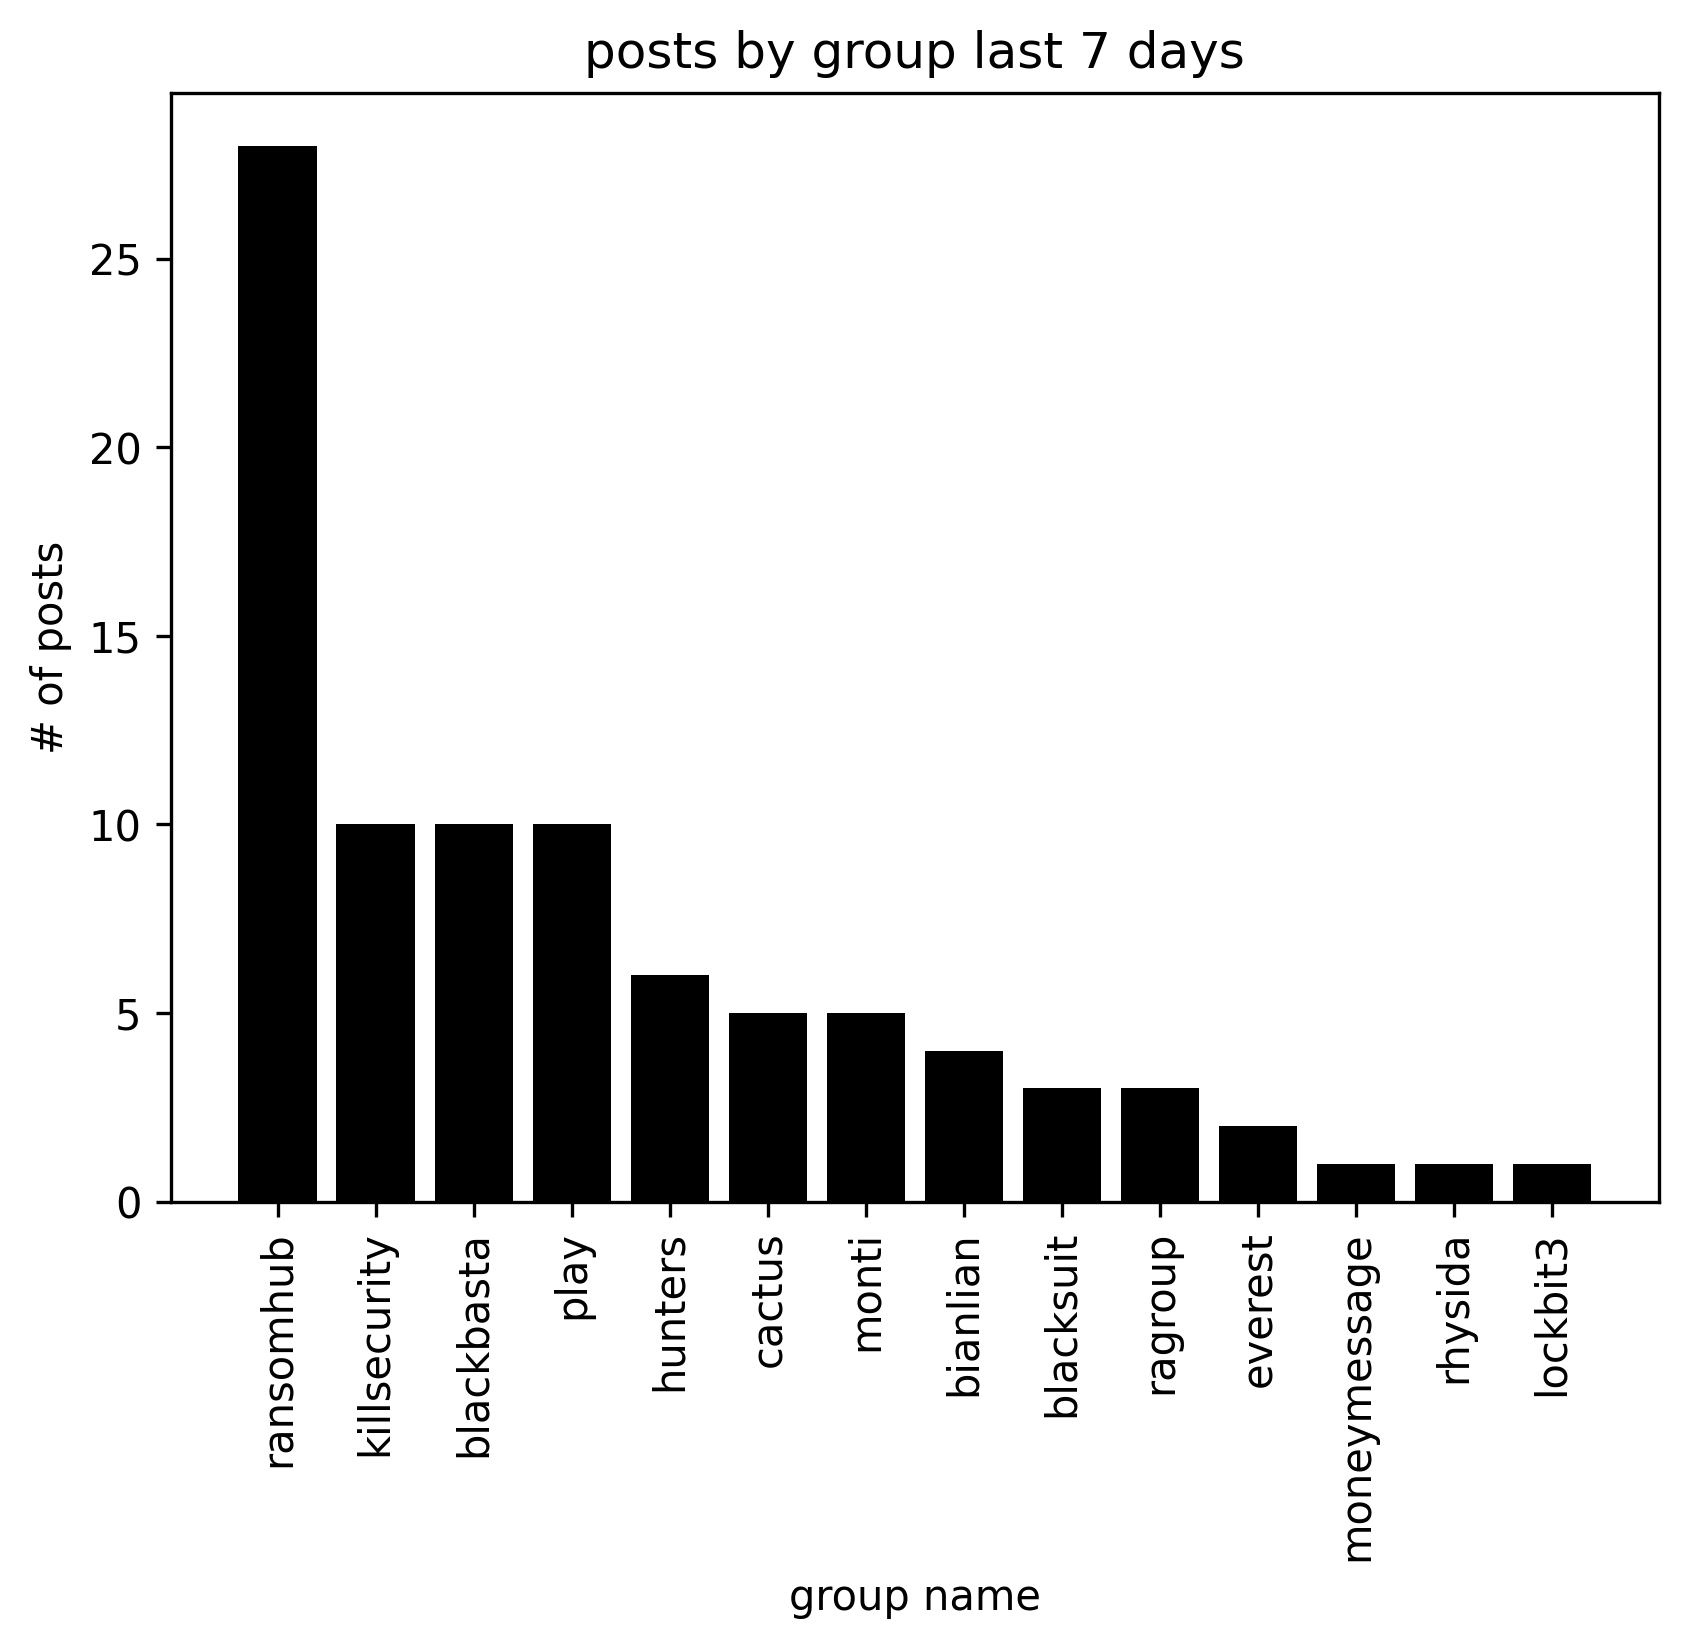 posts by group last 7 days
# of posts
25
20
15
10
5
0
ransomhub
killsecurity
blackbasta
play
hunters
cactus
monti
bianlian
blacksuit
ragroup
everest
moneymessage
rhysida
lockbit3
group name